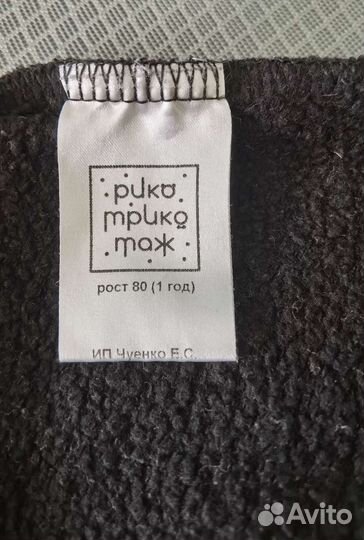 рико
трико
таж
рост 80 (1 год)
ИП Чуенко Е.С.
Avito